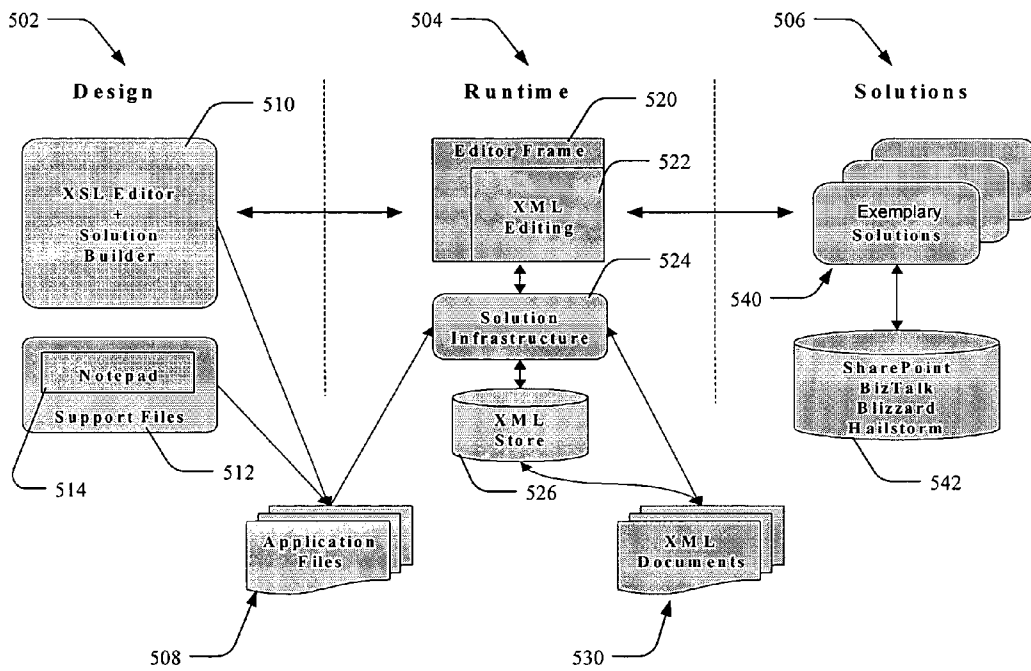 502
504
506
Design
Runtime
Solutions
510
XSL Editor
+
Solution
Builder
Notepad
Support Files
512
514
520
Editor Frame
522
XML
Editing
524
Solution
Infrastructure
XML
Store
526
Exemplary
Solutions
540
SharePoint
BizTalk
Blizzard
Hailstorm
542
Application
Files
508
XML
Documents
530